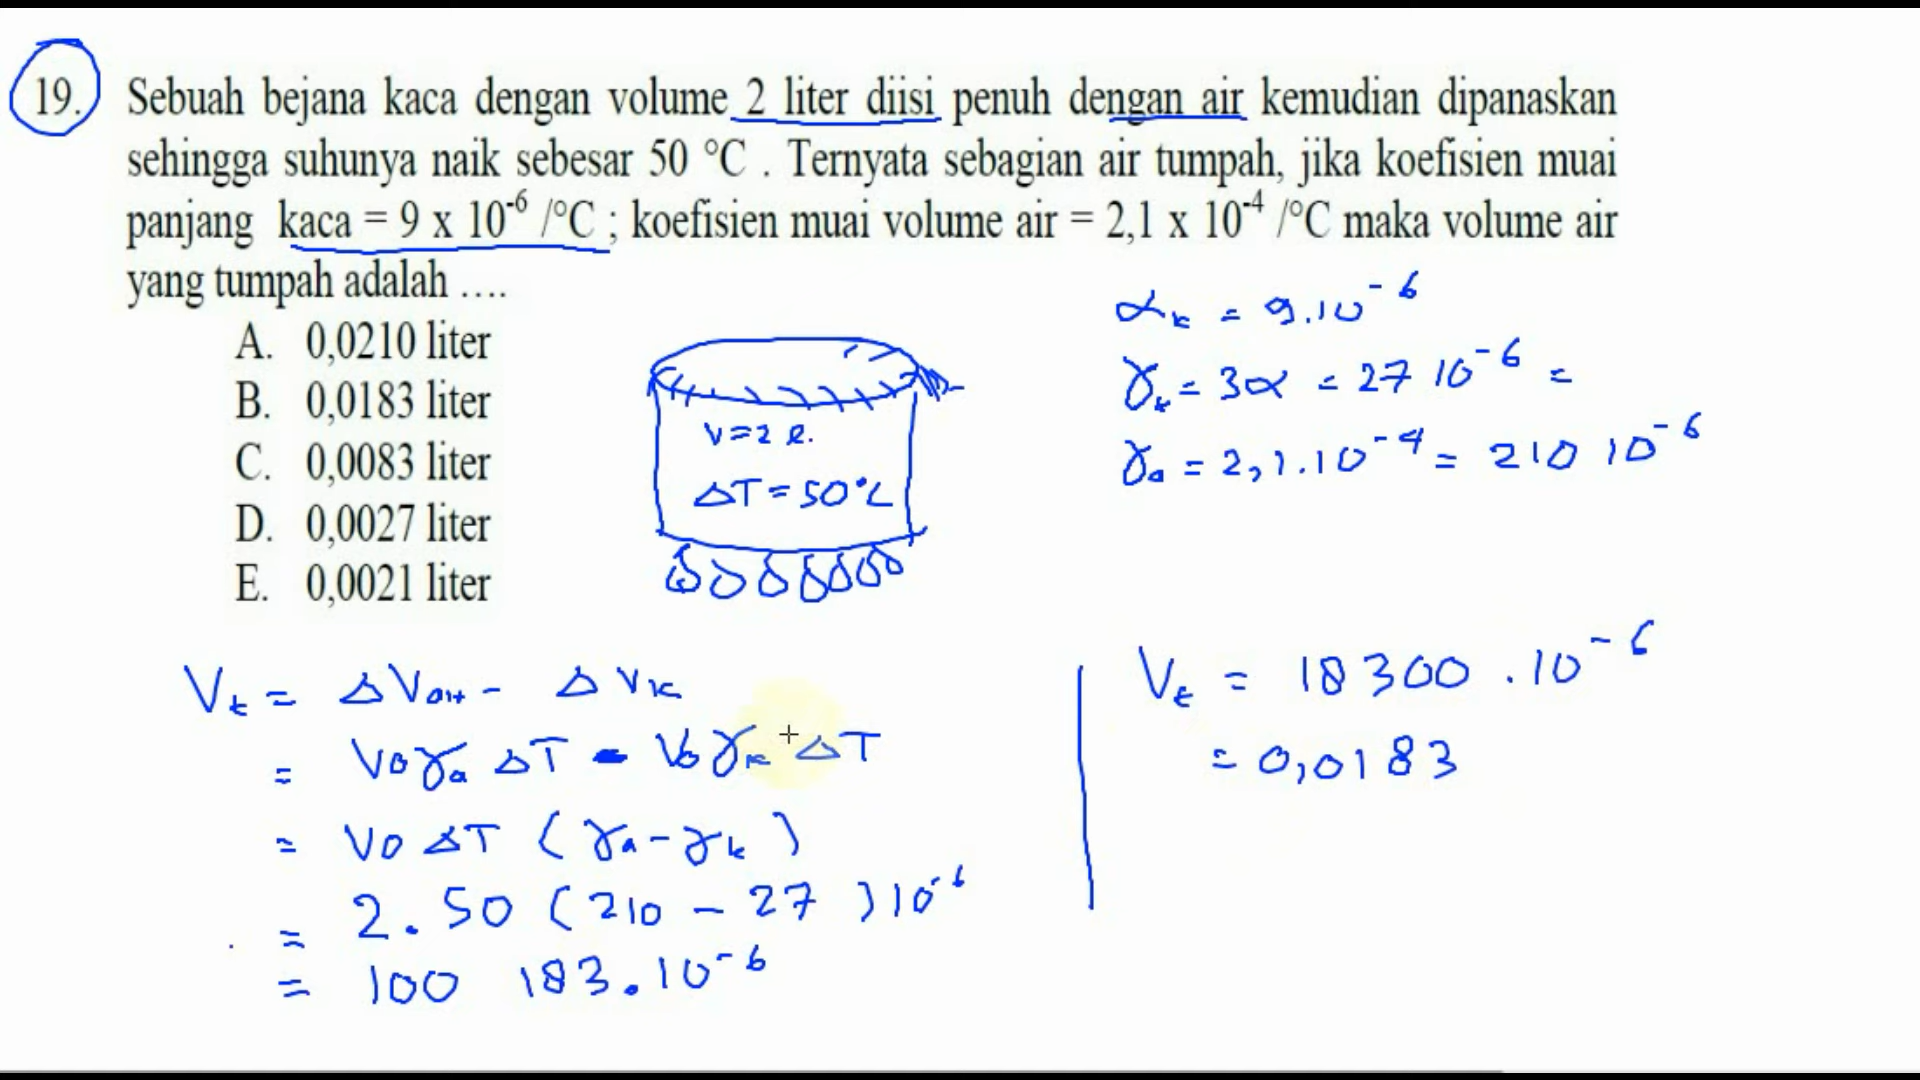 19. Sebuah bejana kaca dengan volume 2 liter diisi penuh dengan air kemudian dipanaskan
sehingga suhunya naik sebesar 50 °C . Ternyata sebagian air tumpah, jika koefisien muai
panjang kaca = 9 x 10⁻⁶ /°C ; koefisien muai volume air = 2,1 x 10⁻⁴ /°C maka volume air
yang tumpah adalah ....
A. 0,0210 liter
B. 0,0183 liter
C. 0,0083 liter
D. 0,0027 liter
E. 0,0021 liter
V=2 l.
ΔT=50°C
αₖ = 9.10⁻⁶
γₖ = 3α = 27 10⁻⁶ =
γₐ = 2,1.10⁻⁴ = 210 10⁻⁶
Vt = ΔVair - ΔVk
= V0 γₐ ΔT - V0 γₖ ΔT
= V0 ΔT (γₐ - γₖ)
= 2.50 (210 - 27) 10⁻⁶
= 100 183.10⁻⁶
Vt = 18300 .10⁻⁶
= 0,0183